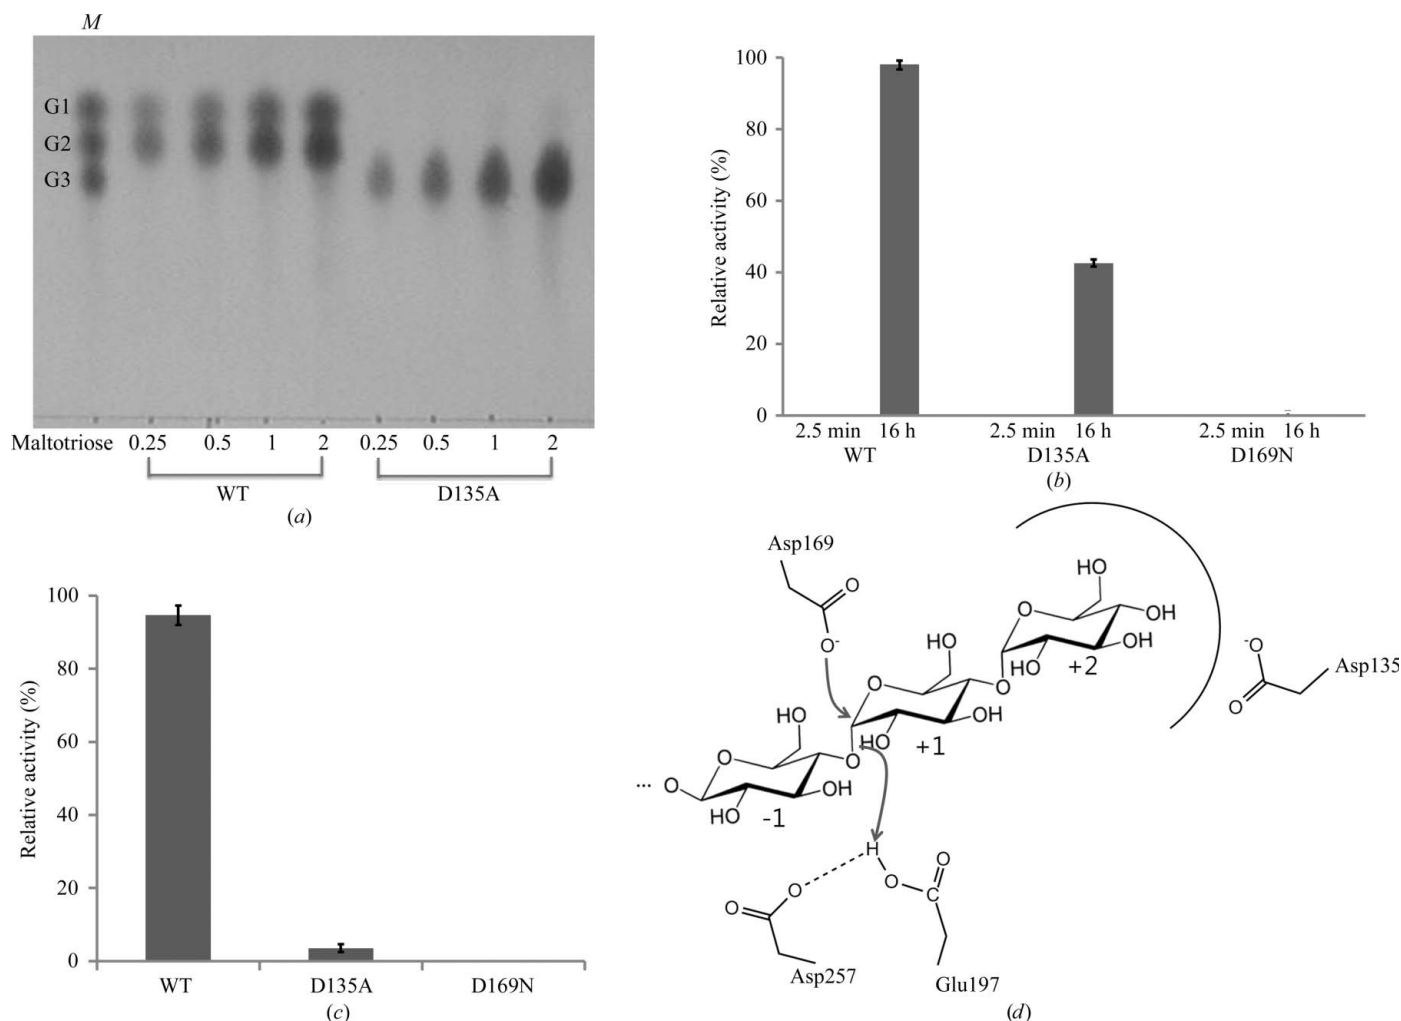 M
G1
G2
G3
Maltotriose 0.25 0.5 1 2 0.25 0.5 1 2
WT D135A
(a)
100
80
60
40
20
0
Relative activity (%)
2.5 min 16 h 2.5 min 16 h 2.5 min 16 h
WT D135A D169N
(b)
100
80
60
40
20
0
Relative activity (%)
WT D135A D169N
(c)
Asp169
O
O-
HO
O
OH
OH
HO
+2
-O
O
Asp135
HO
O
O
OH
HO
+1
HO
O
O
... O
OH
HO
-1
H
O
O
C
O
O
Asp257
Glu197
(d)